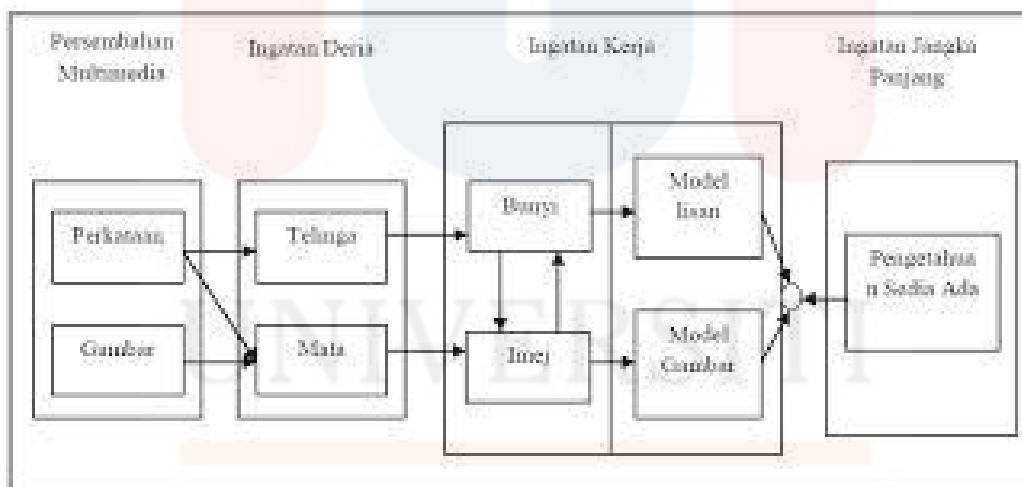 Persembahan
Multimedia
Ingatan Deria
Ingatan Kerja
Ingatan Jangka
Panjang
Perkataan
Gambar
Telinga
Mata
Bunyi
Imej
Model
lisan
Model
Gambar
Pengetahua
n Sedia Ada
UNIVERSITI